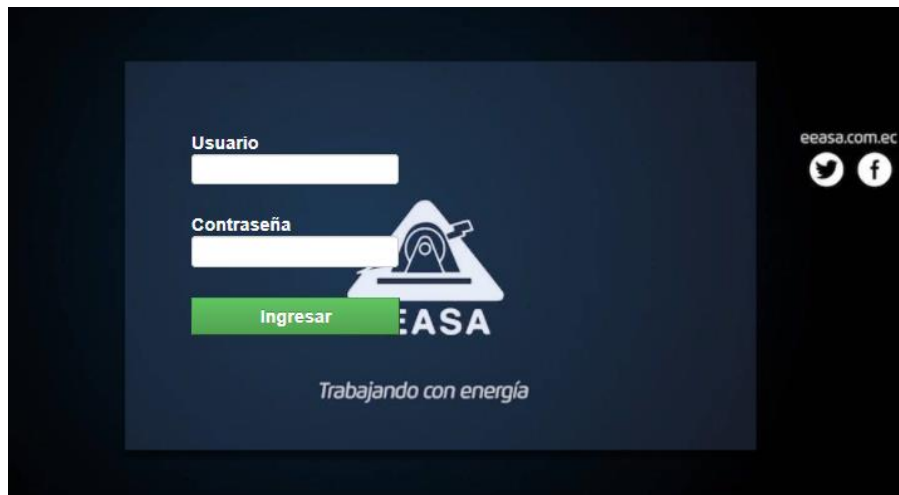 Usuario
eeasa.com.ec
Contraseña
Ingresar
EASA
Trabajando con energía